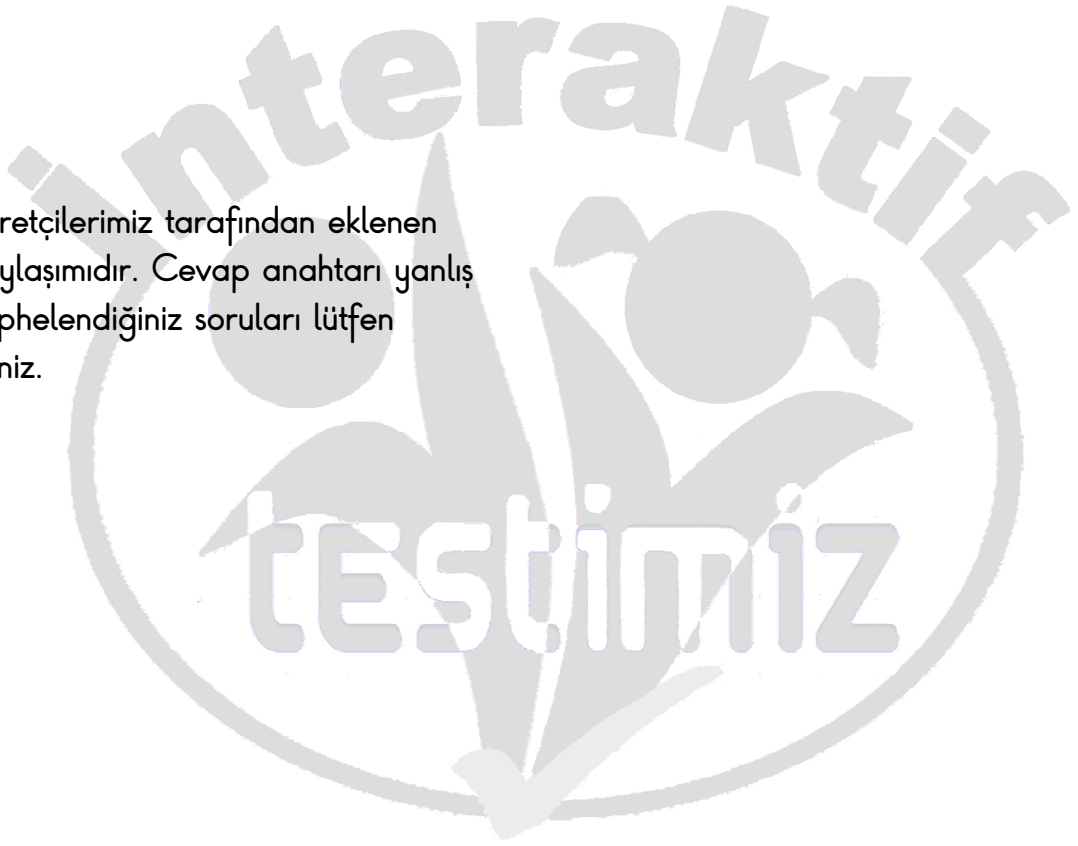 interaktif
retçilerimiz tarafından eklenen
ylaşımıdır. Cevap anahtarı yanlış
phelendiğiniz soruları lütfen
niz.
testimiz